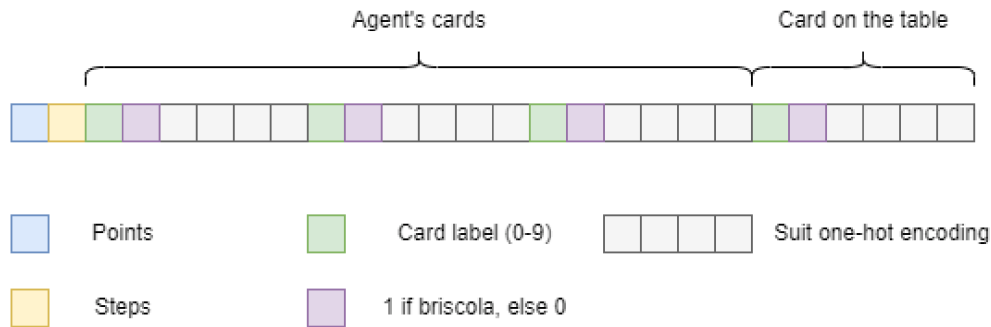 Agent's cards
Card on the table
Points
Card label (0-9)
Suit one-hot encoding
Steps
1 if briscola, else 0